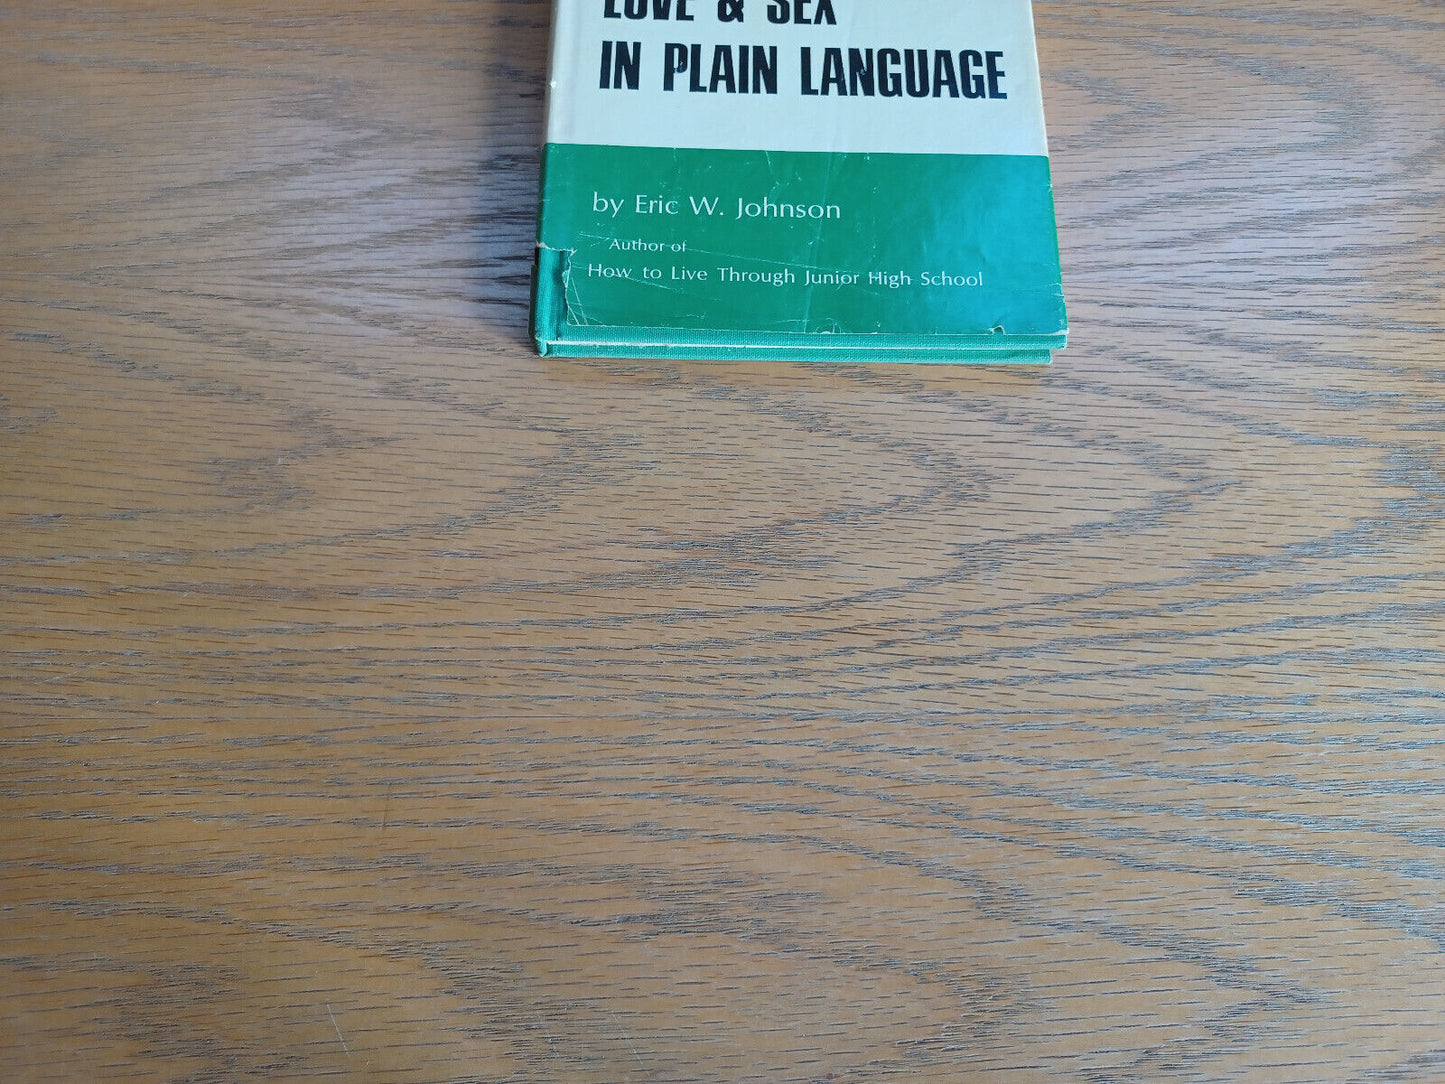 LOVE & SEX
IN PLAIN LANGUAGE
by Eric W. Johnson
Author of
How to Live Through Junior High School